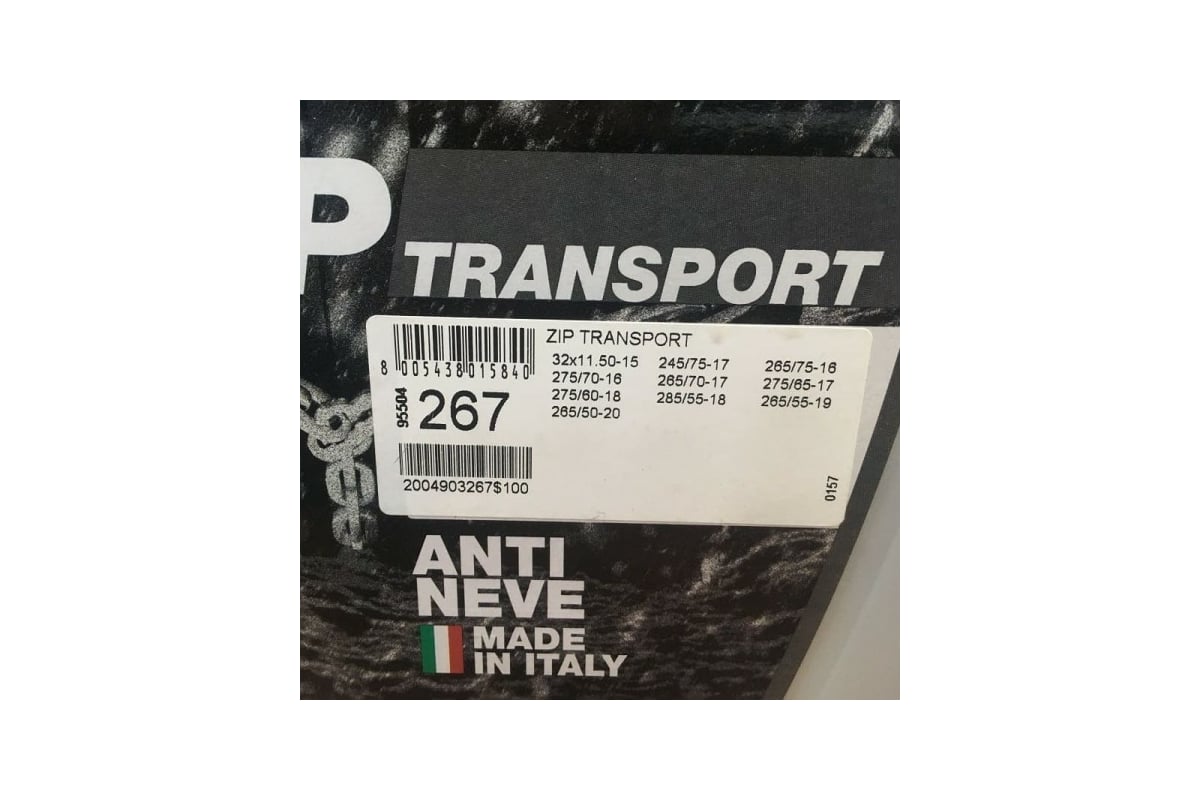 P
TRANSPORT
ZIP TRANSPORT
8 005438 015840
32x11.50-15 245/75-17 265/75-16
275/70-16 265/70-17 275/65-17
275/60-18 285/55-18 265/55-19
265/50-20
95504
267
2004903267$100
0157
ANTI
NEVE
MADE
IN ITALY